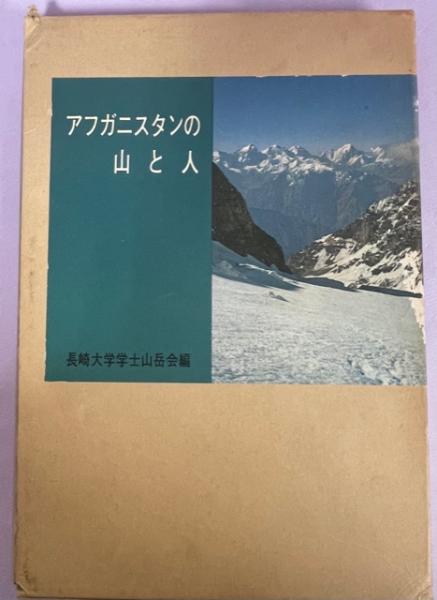 アフガニスタンの
山と人
長崎大学学士山岳会編